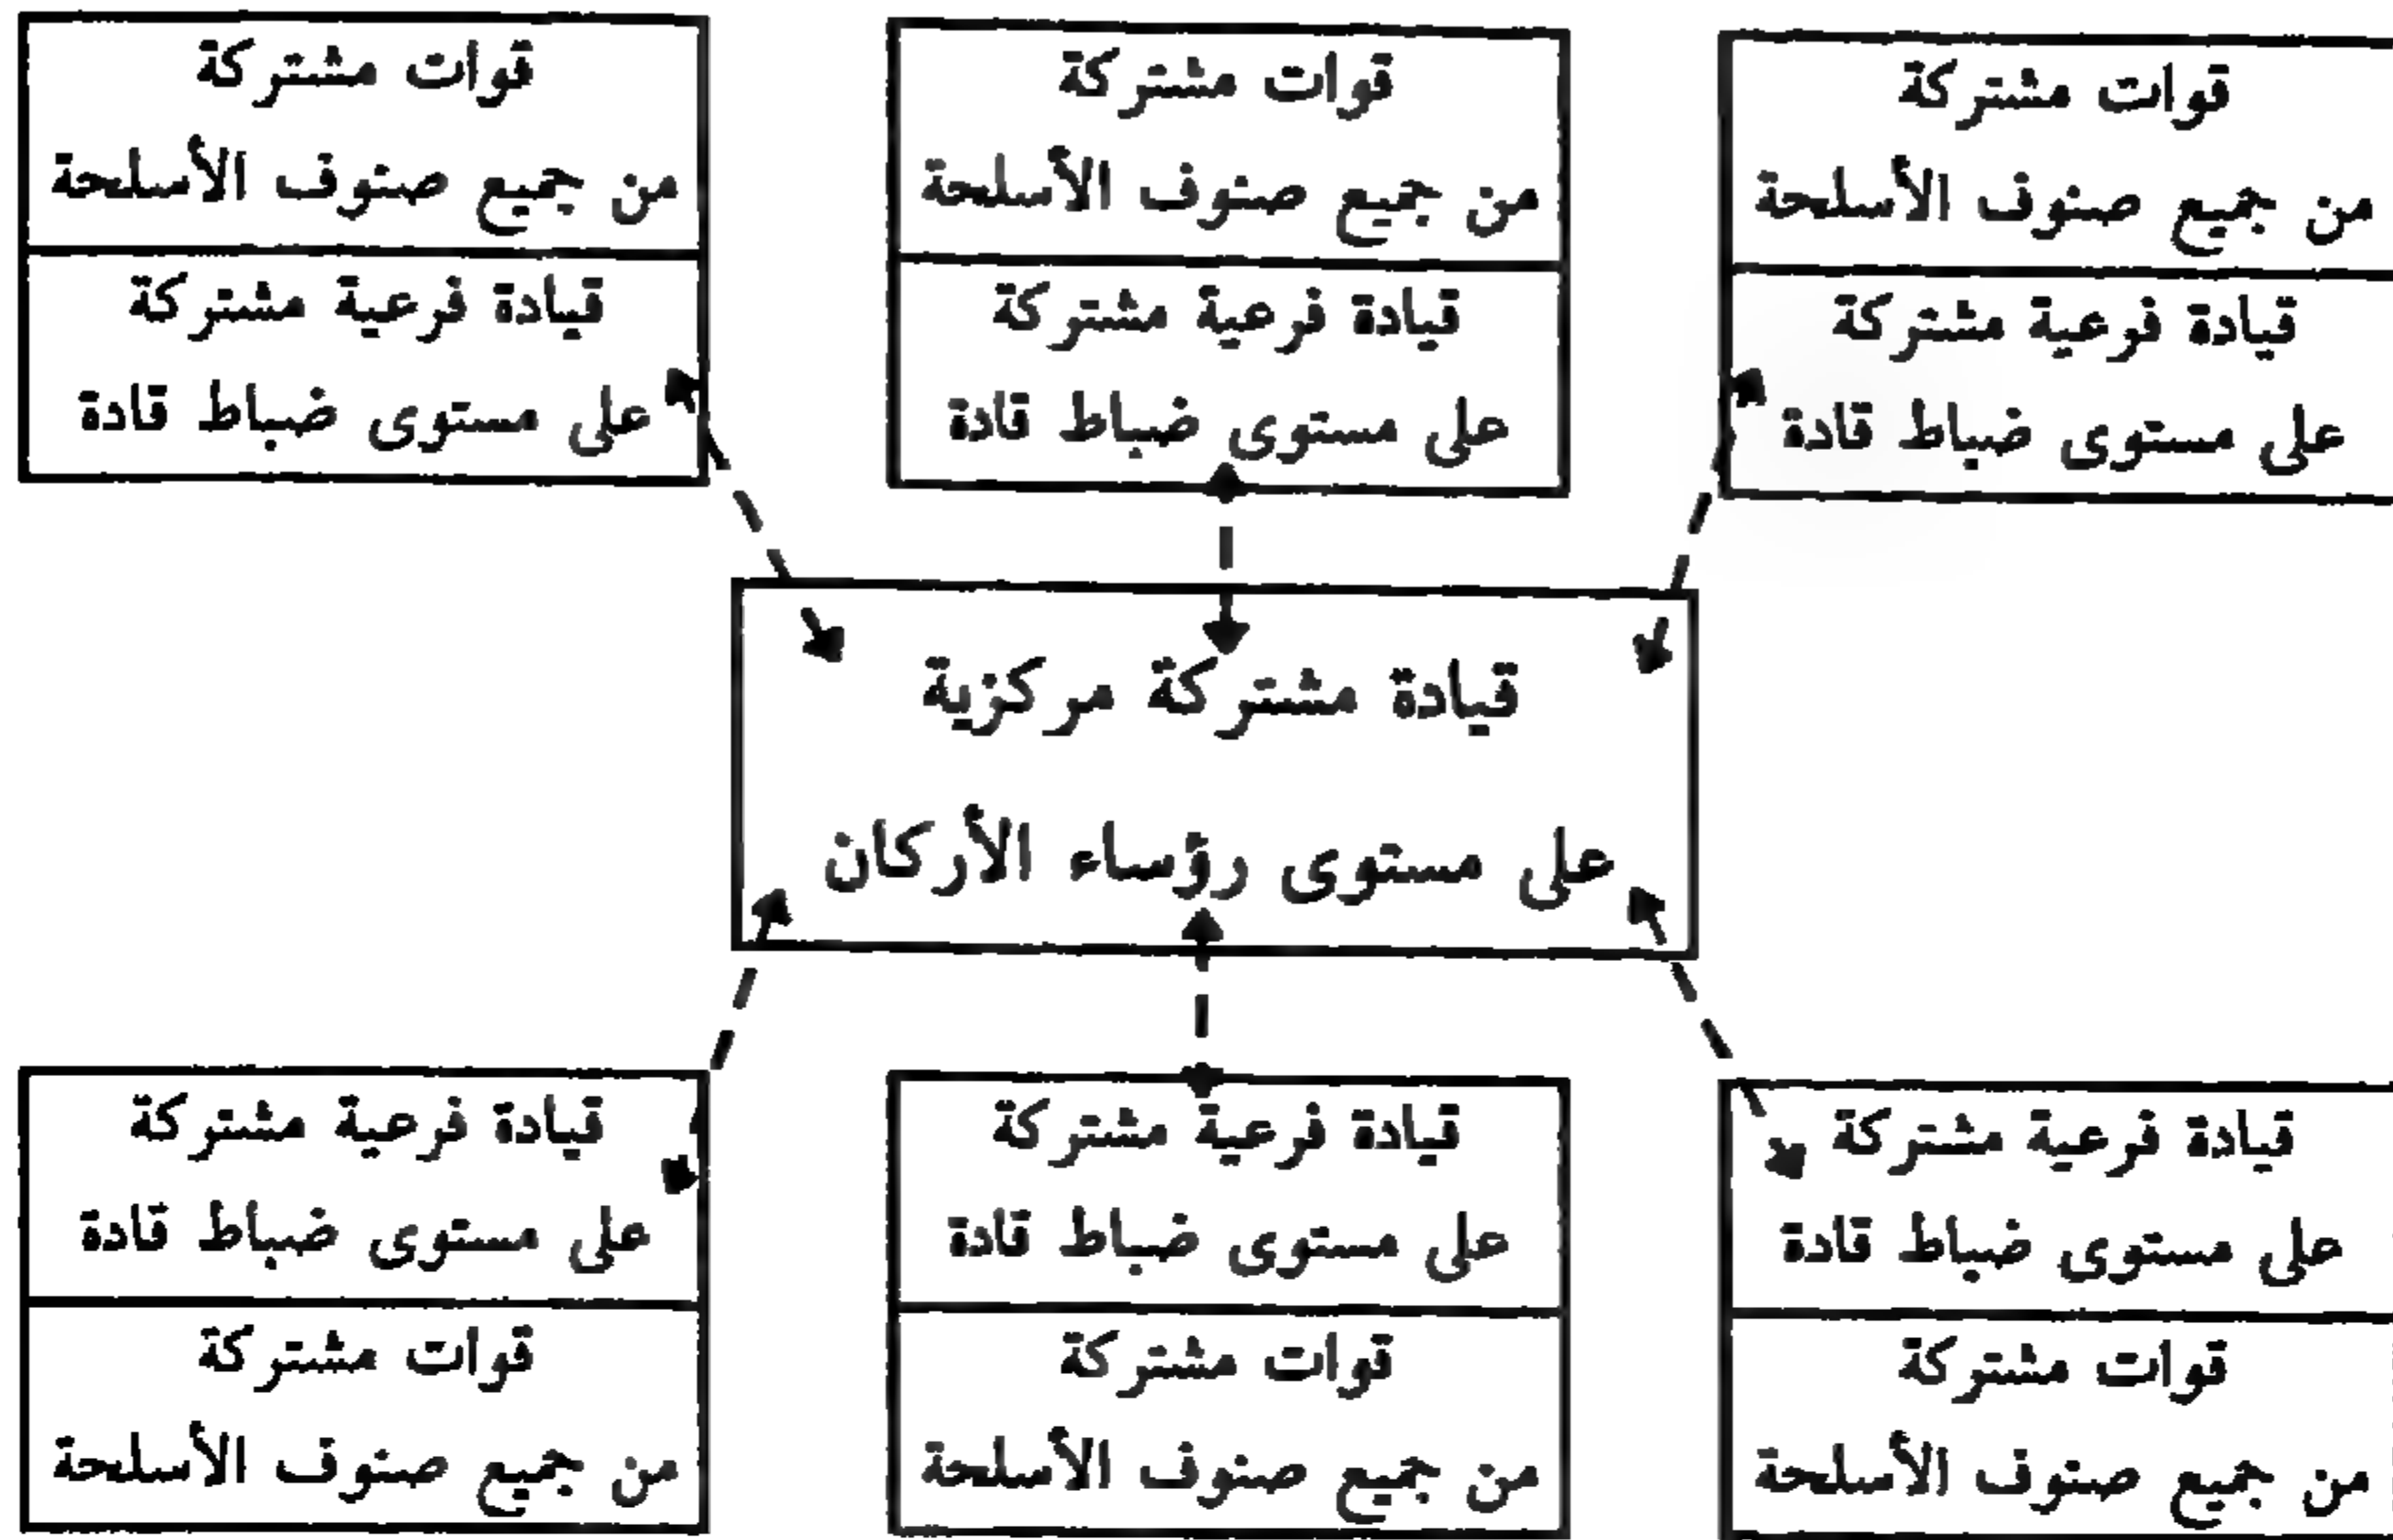 قوات مشتركة
من جميع صنوف الأسلحة
قيادة فرعية مشتركة
على مستوى ضباط قادة
قوات مشتركة
من جميع صنوف الأسلحة
قيادة فرعية مشتركة
على مستوى ضباط قادة
قوات مشتركة
من جميع صنوف الأسلحة
قيادة فرعية مشتركة
على مستوى ضباط قادة
قيادة مشتركة مركزية
على مستوى رؤساء الأركان
قيادة فرعية مشتركة
على مستوى ضباط قادة
قوات مشتركة
من جميع صنوف الأسلحة
قيادة فرعية مشتركة
على مستوى ضباط قادة
قوات مشتركة
من جميع صنوف الأسلحة
قيادة فرعية مشتركة
على مستوى ضباط قادة
قوات مشتركة
من جميع صنوف الأسلحة